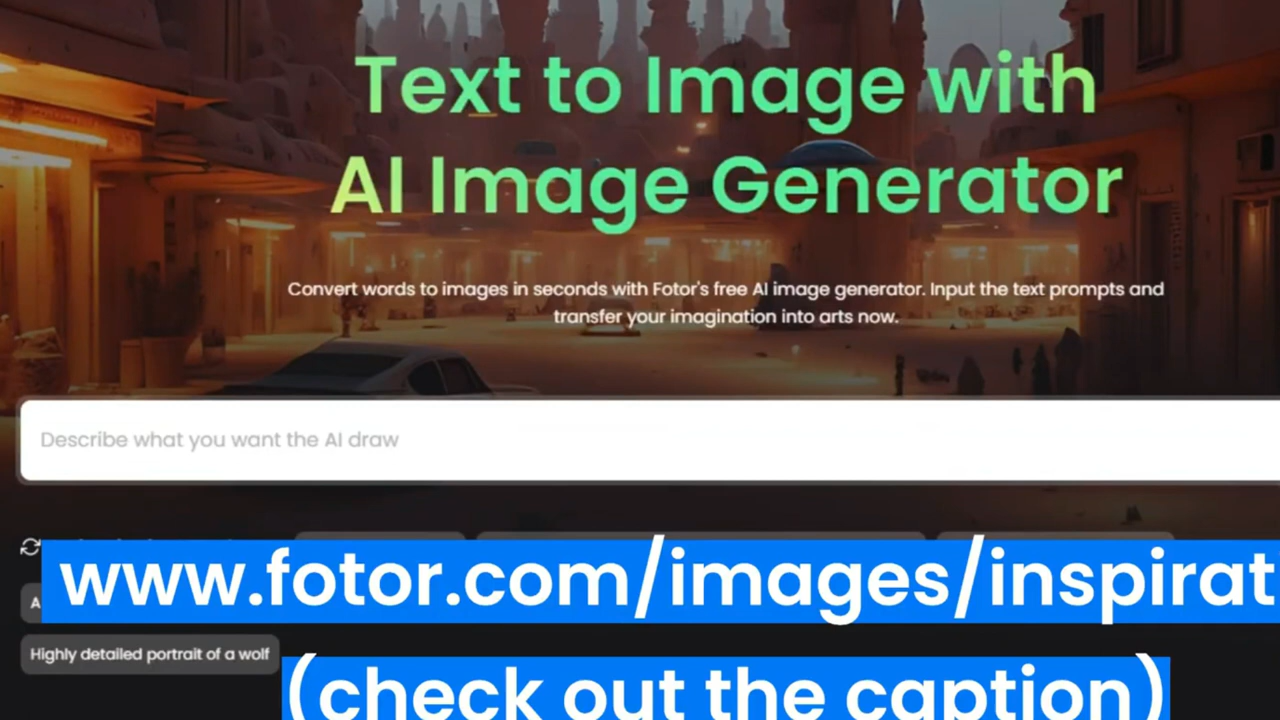 Text to Image with
AI Image Generator
Convert words to images in seconds with Fotor's free AI image generator. Input the text prompts and
transfer your imagination into arts now.
Describe what you want the AI draw
www.fotor.com/images/inspirat
A
Highly detailed portrait of a wolf
(check out the caption)